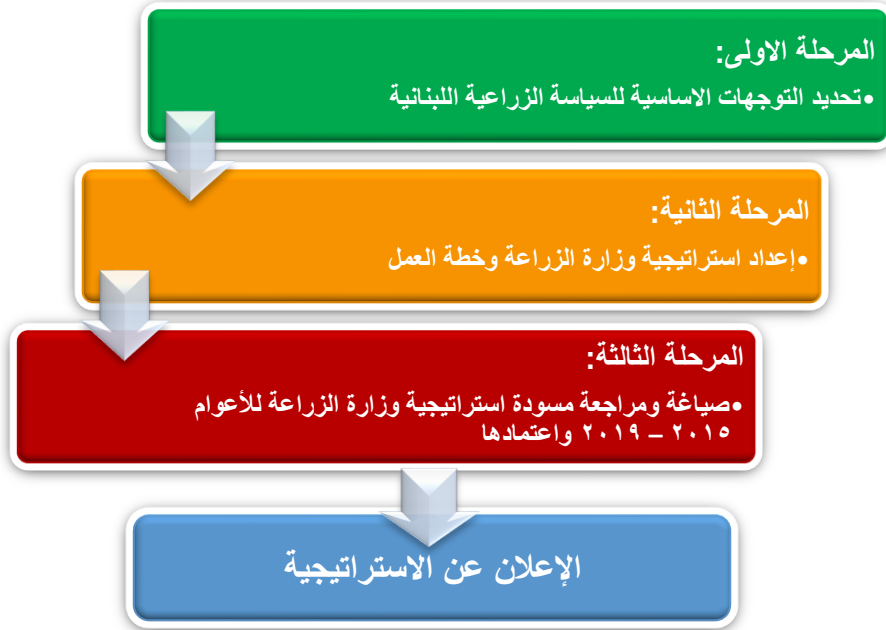 المرحلة الاولى:
•تحديد التوجهات الاساسية للسياسة الزراعية اللبنانية
المرحلة الثانية:
•إعداد استراتيجية وزارة الزراعة وخطة العمل
المرحلة الثالثة:
•صياغة ومراجعة مسودة استراتيجية وزارة الزراعة للأعوام
٢٠١٥ – ٢٠١٩ واعتمادها
الإعلان عن الاستراتيجية